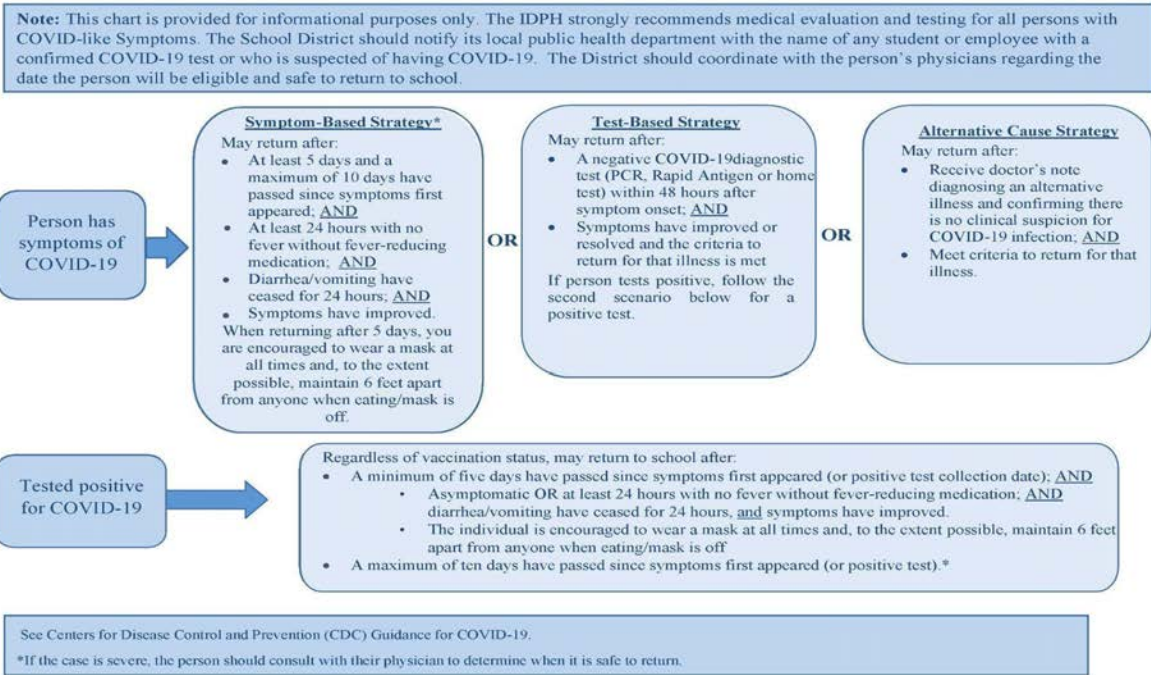 Note: This chart is provided for informational purposes only. The IDPH strongly recommends medical evaluation and testing for all persons with
COVID-like Symptoms. The School District should notify its local public health department with the name of any student or employee with a
confirmed COVID-19 test or who is suspected of having COVID-19. The District should coordinate with the person's physicians regarding the
date the person will be eligible and safe to return to school.
Person has
symptoms of
COVID-19
Symptom-Based Strategy*
May return after:
• At least 5 days and a
maximum of 10 days have
passed since symptoms first
appeared; AND
• At least 24 hours with no
fever without fever-reducing
medication; AND
• Diarrhea/vomiting have
ceased for 24 hours; AND
• Symptoms have improved.
When returning after 5 days, you
are encouraged to wear a mask at
all times and, to the extent
possible, maintain 6 feet apart
from anyone when eating/mask is
off.
OR
Test-Based Strategy
May return after:
• A negative COVID-19diagnostic
test (PCR, Rapid Antigen or home
test) within 48 hours after
symptom onset; AND
• Symptoms have improved or
resolved and the criteria to
return for that illness is met
If person tests positive, follow the
second scenario below for a
positive test.
OR
Alternative Cause Strategy
May return after:
• Receive doctor's note
diagnosing an alternative
illness and confirming there
is no clinical suspicion for
COVID-19 infection; AND
• Meet criteria to return for that
illness.
Tested positive
for COVID-19
Regardless of vaccination status, may return to school after:
• A minimum of five days have passed since symptoms first appeared (or positive test collection date); AND
• Asymptomatic OR at least 24 hours with no fever without fever-reducing medication; AND
diarrhea/vomiting have ceased for 24 hours, and symptoms have improved.
• The individual is encouraged to wear a mask at all times and, to the extent possible, maintain 6 feet
apart from anyone when eating/mask is off
• A maximum of ten days have passed since symptoms first appeared (or positive test).*
See Centers for Disease Control and Prevention (CDC) Guidance for COVID-19.
*If the case is severe, the person should consult with their physician to determine when it is safe to return.